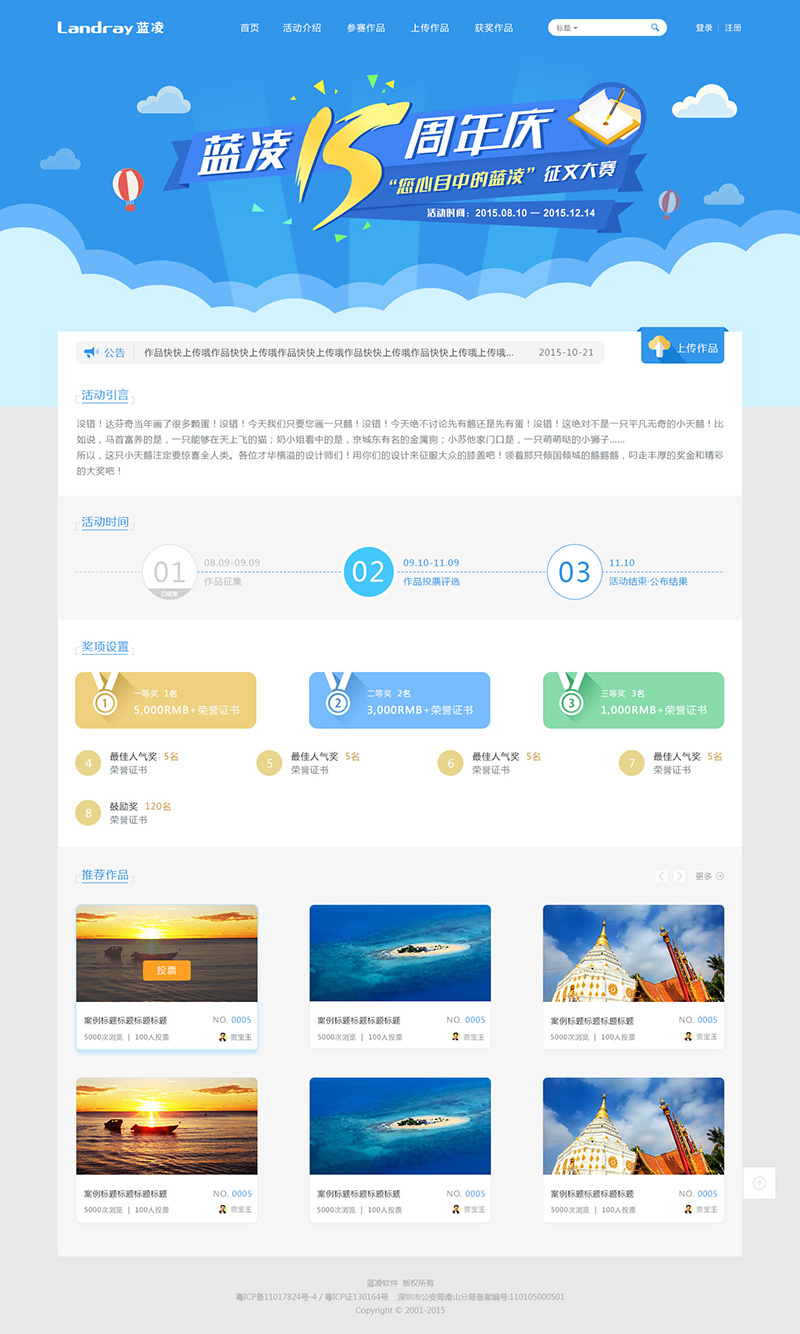 Landray 蓝凌
首页 活动介绍 参赛作品 上传作品 获奖作品 标题 登录 | 注册
蓝凌15周年庆
“您心目中的蓝凌”征文大赛
活动时间：2015.08.10 — 2015.12.14
公告 作品快快上传哦作品快快上传哦作品快快上传哦作品快快上传哦作品快快上传哦上传哦... 2015-10-21
上传作品
活动引言
没错！达芬奇当年画了很多颗蛋！没错！今天我们只要您画一只鹅！没错！今天绝不讨论先有鹅还是先有蛋！没错！这绝对不是一只平凡无奇的小天鹅！比
如说，马首富养的是，一只能够在天上飞的猫；奶小姐看中的是，京城东有名的金属狗；小苏他家门口是，一只萌萌哒的小狮子......
所以，这只小天鹅注定要惊喜全人类。各位才华横溢的设计师们！用你们的设计来征服大众的膝盖吧！领着那只倾国倾城的鹅鹅鹅，叼走丰厚的奖金和精彩
的大奖吧！
活动时间
01
08.09-09.09
作品征集
已结束
02
09.10-11.09
作品投票评选
03
11.10
活动结束·公布结果
奖项设置
1
一等奖 1名
5,000RMB+荣誉证书
2
二等奖 2名
3,000RMB+荣誉证书
3
三等奖 3名
1,000RMB+荣誉证书
4
最佳人气奖 5名
荣誉证书
5
最佳人气奖 5名
荣誉证书
6
最佳人气奖 5名
荣誉证书
7
最佳人气奖 5名
荣誉证书
8
鼓励奖 120名
荣誉证书
推荐作品 更多
投票
案例标题标题标题标题 NO. 0005
5000次浏览 | 100人投票 贾宝玉
案例标题标题标题标题 NO. 0005
5000次浏览 | 100人投票 贾宝玉
案例标题标题标题标题 NO. 0005
5000次浏览 | 100人投票 贾宝玉
案例标题标题标题标题 NO. 0005
5000次浏览 | 100人投票 贾宝玉
案例标题标题标题标题 NO. 0005
5000次浏览 | 100人投票 贾宝玉
案例标题标题标题标题 NO. 0005
5000次浏览 | 100人投票 贾宝玉
蓝凌软件 版权所有
粤ICP备11017824号-4 / 粤ICP证130164号 深圳市公安局南山分局备案编号:110105000501
Copyright © 2001-2015